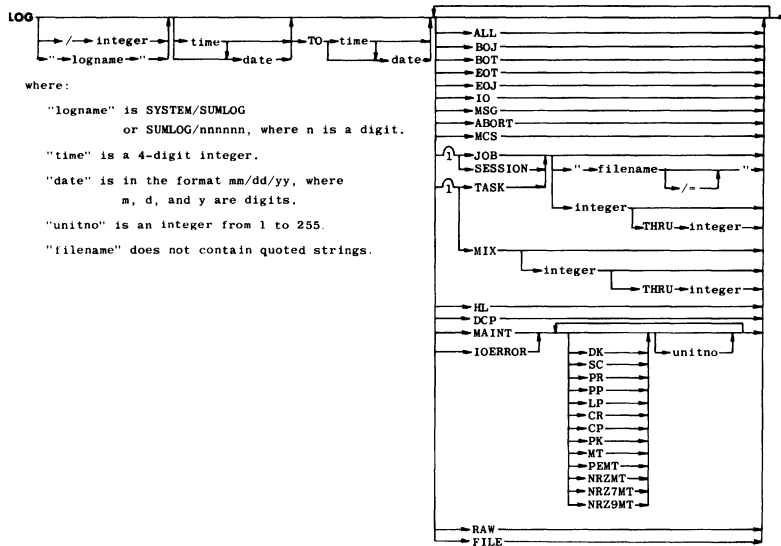 LOG
/ integer
" logname "
time
date
TO time
date
where:
"logname" is SYSTEM/SUMLOG
or SUMLOG/nnnnnn, where n is a digit.
"time" is a 4-digit integer.
"date" is in the format mm/dd/yy, where
m, d, and y are digits.
"unitno" is an integer from 1 to 255.
"filename" does not contain quoted strings.
ALL
BOJ
BOT
EOT
EOJ
IO
MSG
ABORT
MCS
1 JOB
SESSION
" filename "
/=
1 TASK
integer
THRU integer
MIX
integer
THRU integer
HL
DCP
MAINT
IOERROR
DK
unitno
SC
PR
PP
LP
CR
CP
PK
MT
PEMT
NRZMT
NRZ7MT
NRZ9MT
RAW
FILE